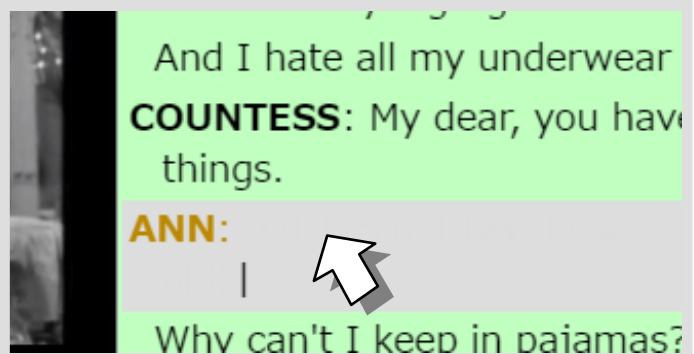 And I hate all my underwear
COUNTESS: My dear, you have
things.
ANN:
Why can't I keep in pajamas?